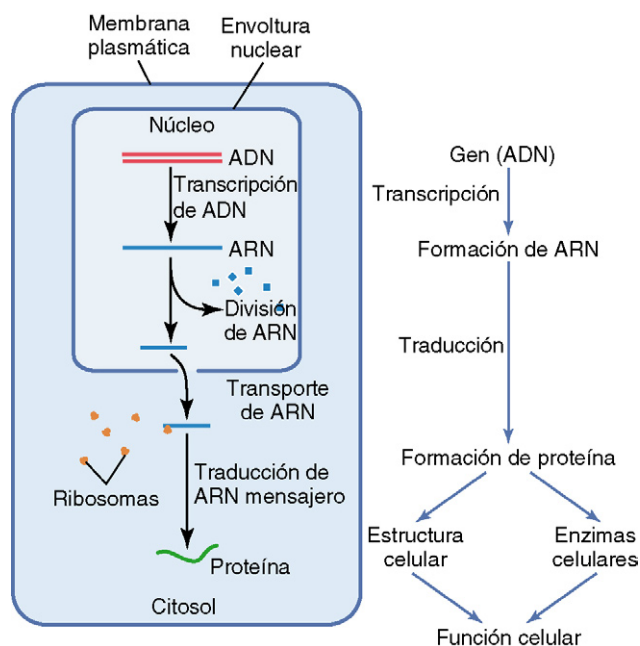 Membrana
plasmática
Envoltura
nuclear
Núcleo
ADN
Transcripción
de ADN
ARN
División
de ARN
Transporte
de ARN
Ribosomas
Traducción de
ARN mensajero
Proteína
Citosol
Gen (ADN)
Transcripción
Formación de ARN
Traducción
Formación de proteína
Estructura
celular
Enzimas
celulares
Función celular